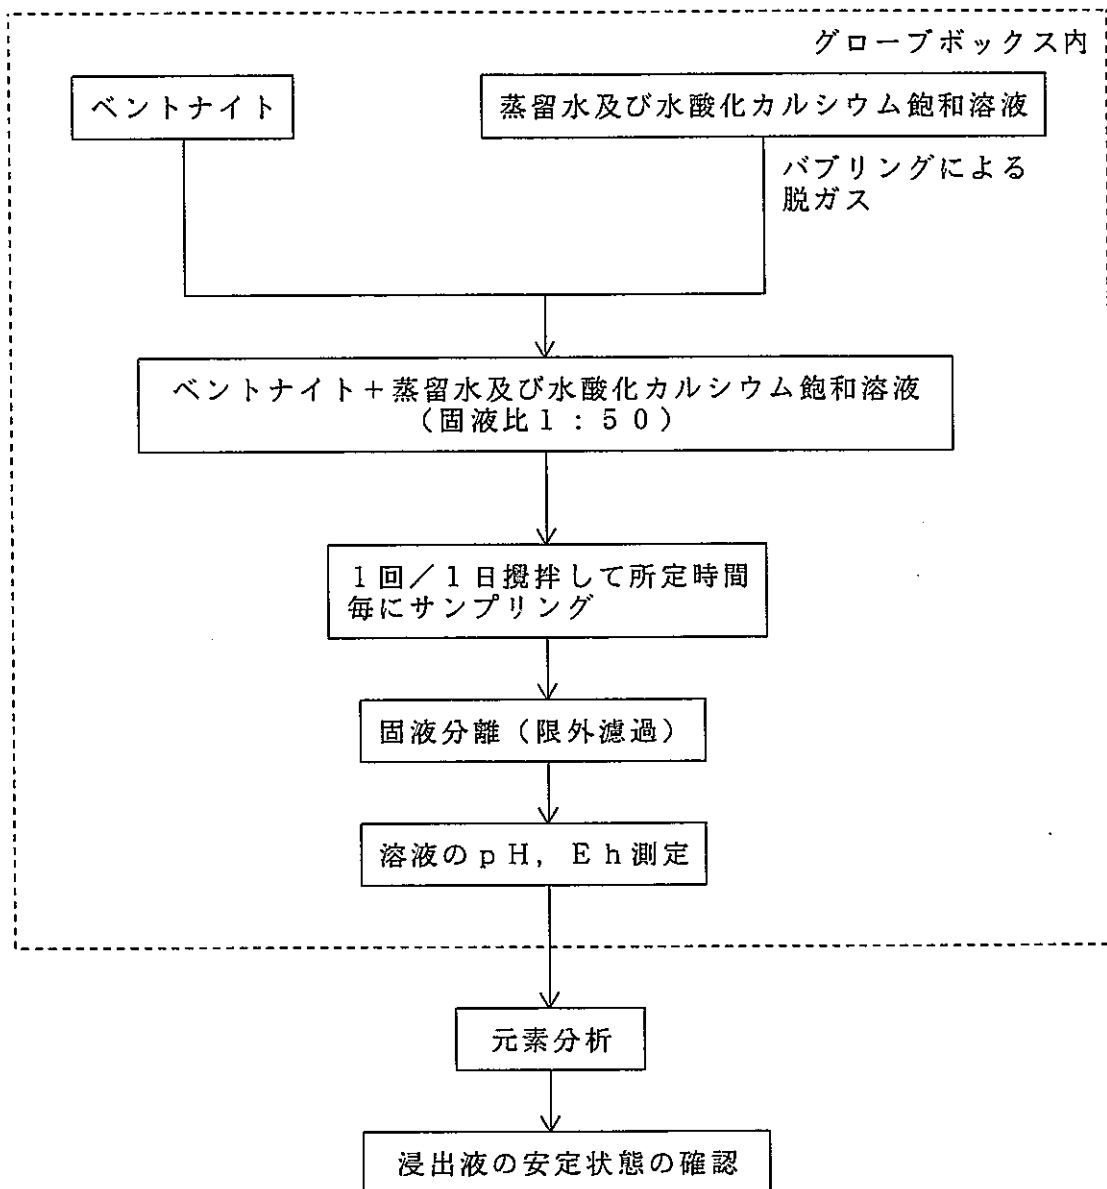 グローブボックス内
ベントナイト
蒸留水及び水酸化カルシウム飽和溶液
バブリングによる
脱ガス
ベントナイト＋蒸留水及び水酸化カルシウム飽和溶液
（固液比１：５０）
１回／１日攪拌して所定時間
毎にサンプリング
固液分離（限外濾過）
溶液のｐＨ，Ｅｈ測定
元素分析
浸出液の安定状態の確認